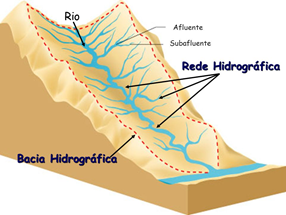 Rio
Afluente
Subafluente
Rede Hidrográfica
Bacia Hidrográfica